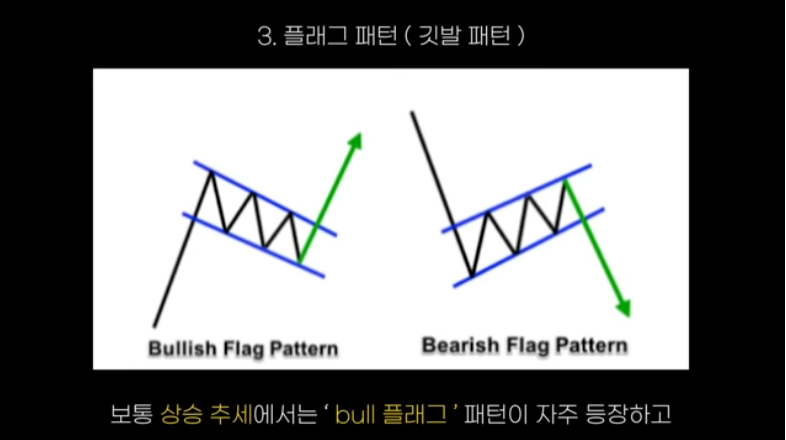 3. 플래그 패턴 ( 깃발 패턴 )
Bullish Flag Pattern
Bearish Flag Pattern
보통 상승 추세에서는 ‘ bull 플래그 ’ 패턴이 자주 등장하고